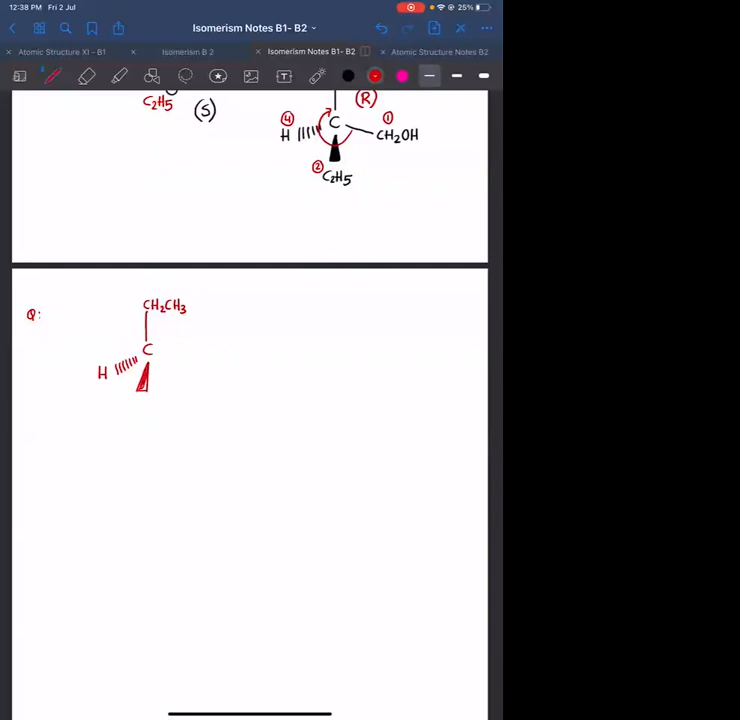 12:38 PM Fri 2 Jul
25%
Isomerism Notes B1- B2
Atomic Structure XI - B1
Isomerism B 2
Isomerism Notes B1- B2
Atomic Structure Notes B2
C2H5
(S)
(R)
④
C
①
H
CH2OH
②
C2H5
Q:
CH2CH3
C
H